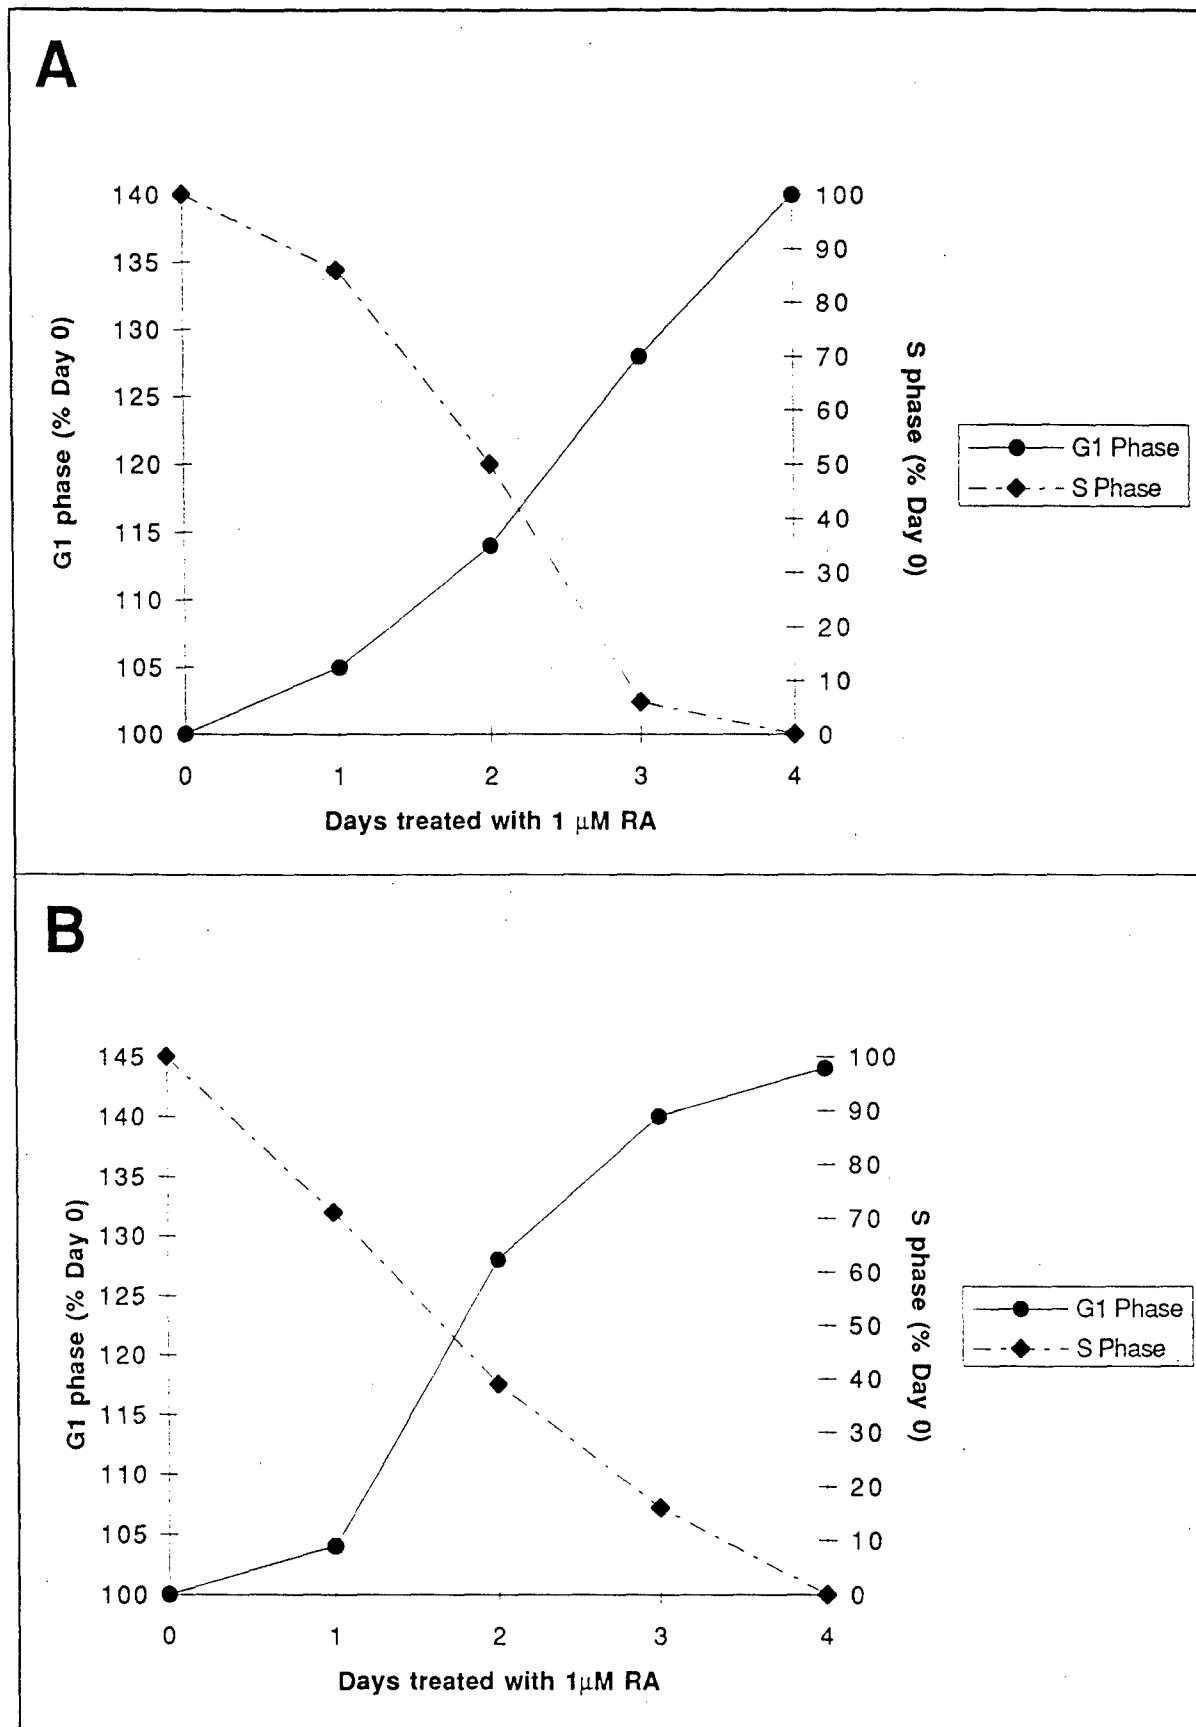 A
140
135
130
125
120
115
110
105
100
G1 phase (% Day 0)
100
90
80
70
60
50
40
30
20
10
0
S phase (% Day 0)
G1 Phase
S Phase
0 1 2 3 4
Days treated with 1 μM RA
B
145
140
135
130
125
120
115
110
105
100
G1 phase (% Day 0)
100
90
80
70
60
50
40
30
20
10
0
S phase (% Day 0)
G1 Phase
S Phase
0 1 2 3 4
Days treated with 1μM RA